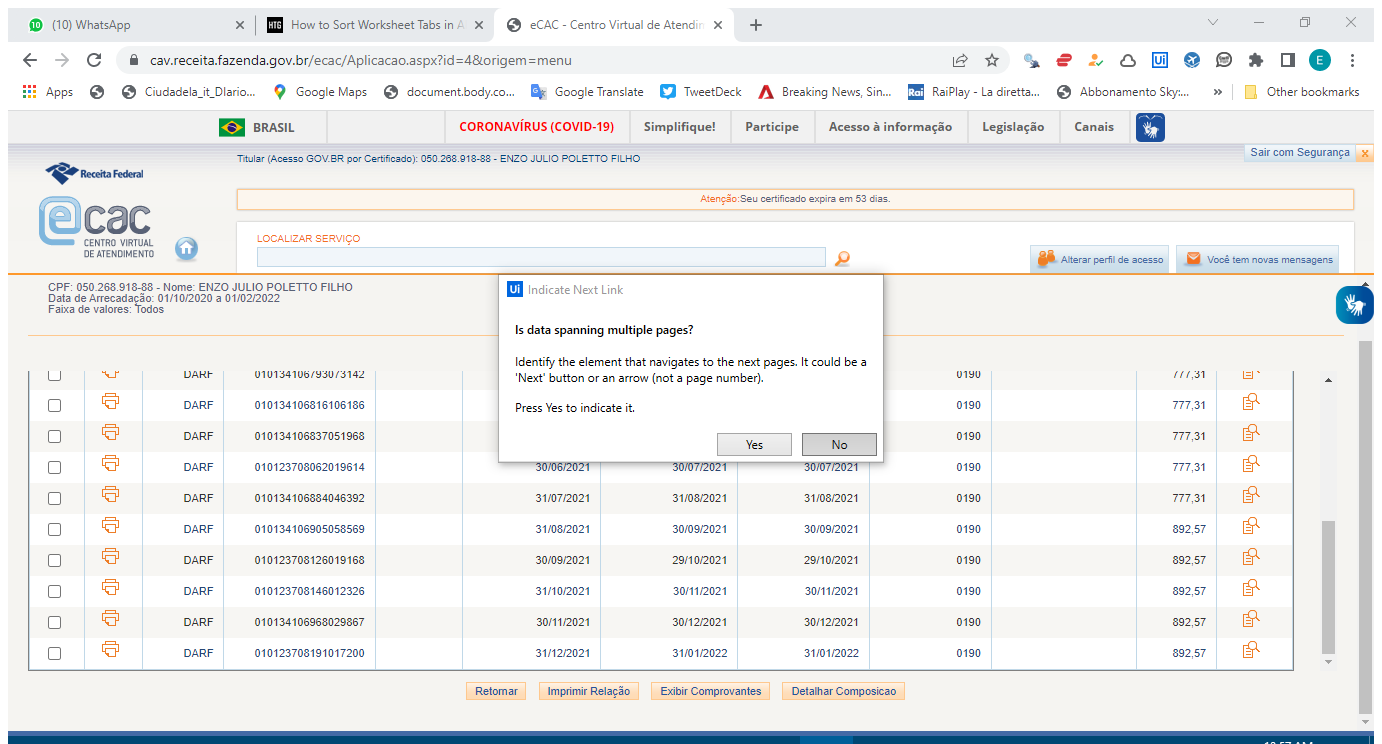 (10) WhatsApp
How to Sort Worksheet Tabs in A
eCAC - Centro Virtual de Atendin
cav.receita.fazenda.gov.br/ecac/Aplicacao.aspx?id=4&origem=menu
E
Apps Ciudadela_it_DIario... Google Maps document.body.co... Google Translate TweetDeck Breaking News, Sin... Rai RaiPlay - La diretta... Abbonamento Sky:... » Other bookmarks
BRASIL CORONAVÍRUS (COVID-19) Simplifique! Participe Acesso à informação Legislação Canais
Titular (Acesso GOV.BR por Certificado): 050.268.918-88 - ENZO JULIO POLETTO FILHO
Sair com Segurança x
Receita Federal
Atenção:Seu certificado expira em 53 dias.
e cac
CENTRO VIRTUAL
DE ATENDIMENTO
LOCALIZAR SERVIÇO
Alterar perfil de acesso Você tem novas mensagens
CPF: 050.268.918-88 - Nome: ENZO JULIO POLETTO FILHO
Data de Arrecadação: 01/10/2020 a 01/02/2022
Faixa de valores: Todos
Ui Indicate Next Link
Is data spanning multiple pages?
Identify the element that navigates to the next pages. It could be a
'Next' button or an arrow (not a page number).
Press Yes to indicate it.
Yes No
DARF 010134106793073142 0190 777,31
DARF 010134106816106186 0190 777,31
DARF 010134106837051968 0190 777,31
DARF 010123708062019614 30/06/2021 30/07/2021 30/07/2021 0190 777,31
DARF 010134106884046392 31/07/2021 31/08/2021 31/08/2021 0190 777,31
DARF 010134106905058569 31/08/2021 30/09/2021 30/09/2021 0190 892,57
DARF 010123708126019168 30/09/2021 29/10/2021 29/10/2021 0190 892,57
DARF 010123708146012326 31/10/2021 30/11/2021 30/11/2021 0190 892,57
DARF 010134106968029867 30/11/2021 30/12/2021 30/12/2021 0190 892,57
DARF 010123708191017200 31/12/2021 31/01/2022 31/01/2022 0190 892,57
Retornar Imprimir Relação Exibir Comprovantes Detalhar Composicao